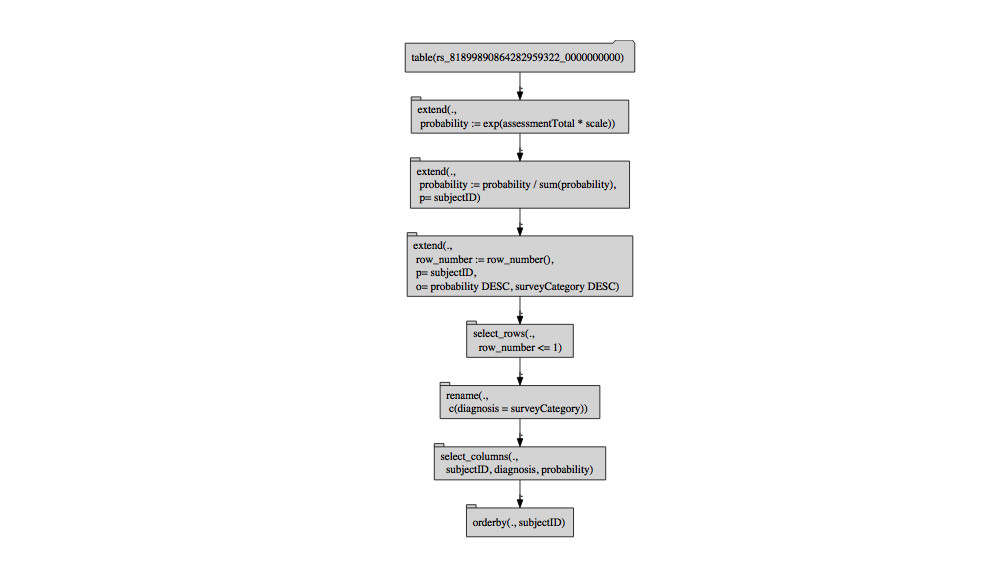 table(rs_81899890864282959322_0000000000)
extend(.,
probability := exp(assessmentTotal * scale))
extend(.,
probability := probability / sum(probability),
p= subjectID)
extend(.,
row_number := row_number(),
p= subjectID,
o= probability DESC, surveyCategory DESC)
select_rows(.,
row_number <= 1)
rename(.,
c(diagnosis = surveyCategory))
select_columns(.,
subjectID, diagnosis, probability)
orderby(., subjectID)